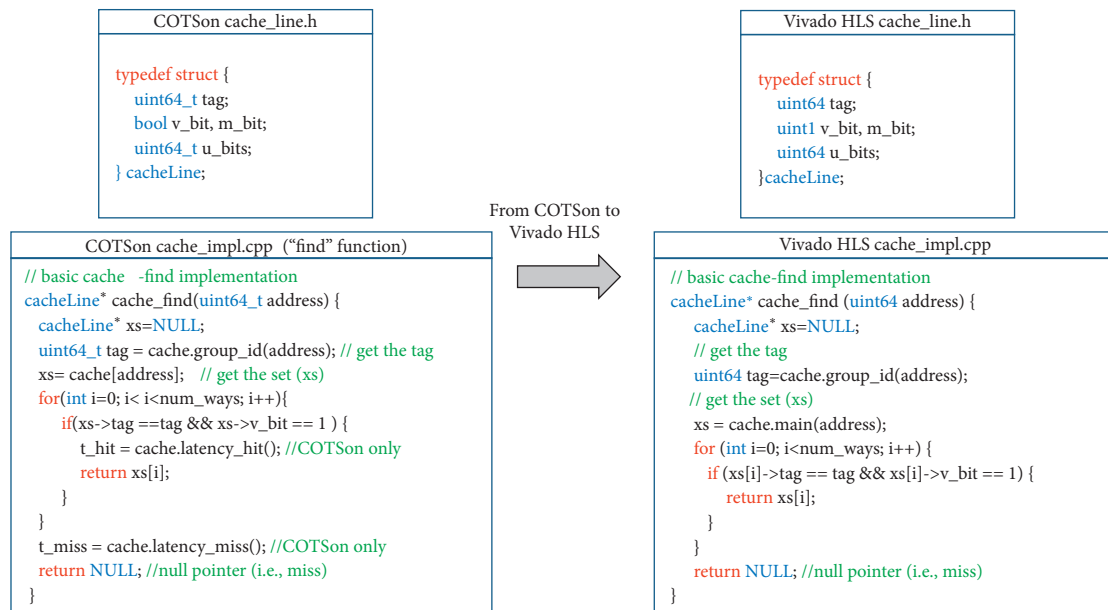 COTSon cache_line.h
typedef struct {
uint64_t tag;
bool v_bit, m_bit;
uint64_t u_bits;
} cacheLine;
Vivado HLS cache_line.h
typedef struct {
uint64 tag;
uint1 v_bit, m_bit;
uint64 u_bits;
}cacheLine;
From COTSon to
Vivado HLS
COTSon cache_impl.cpp ("find" function)
// basic cache -find implementation
cacheLine* cache_find(uint64_t address) {
cacheLine* xs=NULL;
uint64_t tag = cache.group_id(address); // get the tag
xs= cache[address]; // get the set (xs)
for(int i=0; i< i<num_ways; i++){
if(xs->tag ==tag && xs->v_bit == 1 ) {
t_hit = cache.latency_hit(); //COTSon only
return xs[i];
}
}
t_miss = cache.latency_miss(); //COTSon only
return NULL; //null pointer (i.e., miss)
}
Vivado HLS cache_impl.cpp
// basic cache-find implementation
cacheLine* cache_find (uint64 address) {
cacheLine* xs=NULL;
// get the tag
uint64 tag=cache.group_id(address);
// get the set (xs)
xs = cache.main(address);
for (int i=0; i<num_ways; i++) {
if (xs[i]->tag == tag && xs[i]->v_bit == 1) {
return xs[i];
}
}
return NULL; //null pointer (i.e., miss)
}